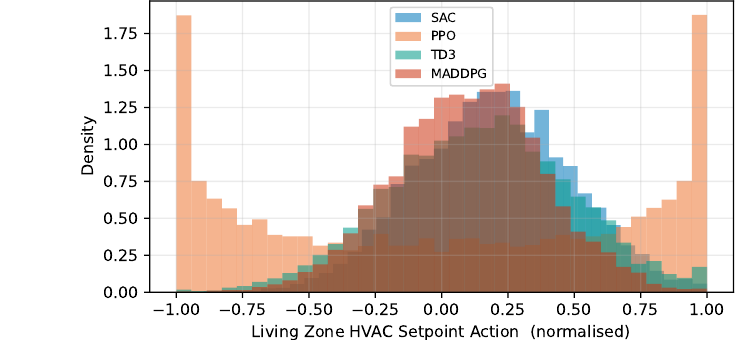 SAC
PPO
TD3
MADDPG
Density
1.75
1.50
1.25
1.00
0.75
0.50
0.25
0.00
−1.00 −0.75 −0.50 −0.25 0.00 0.25 0.50 0.75 1.00
Living Zone HVAC Setpoint Action (normalised)